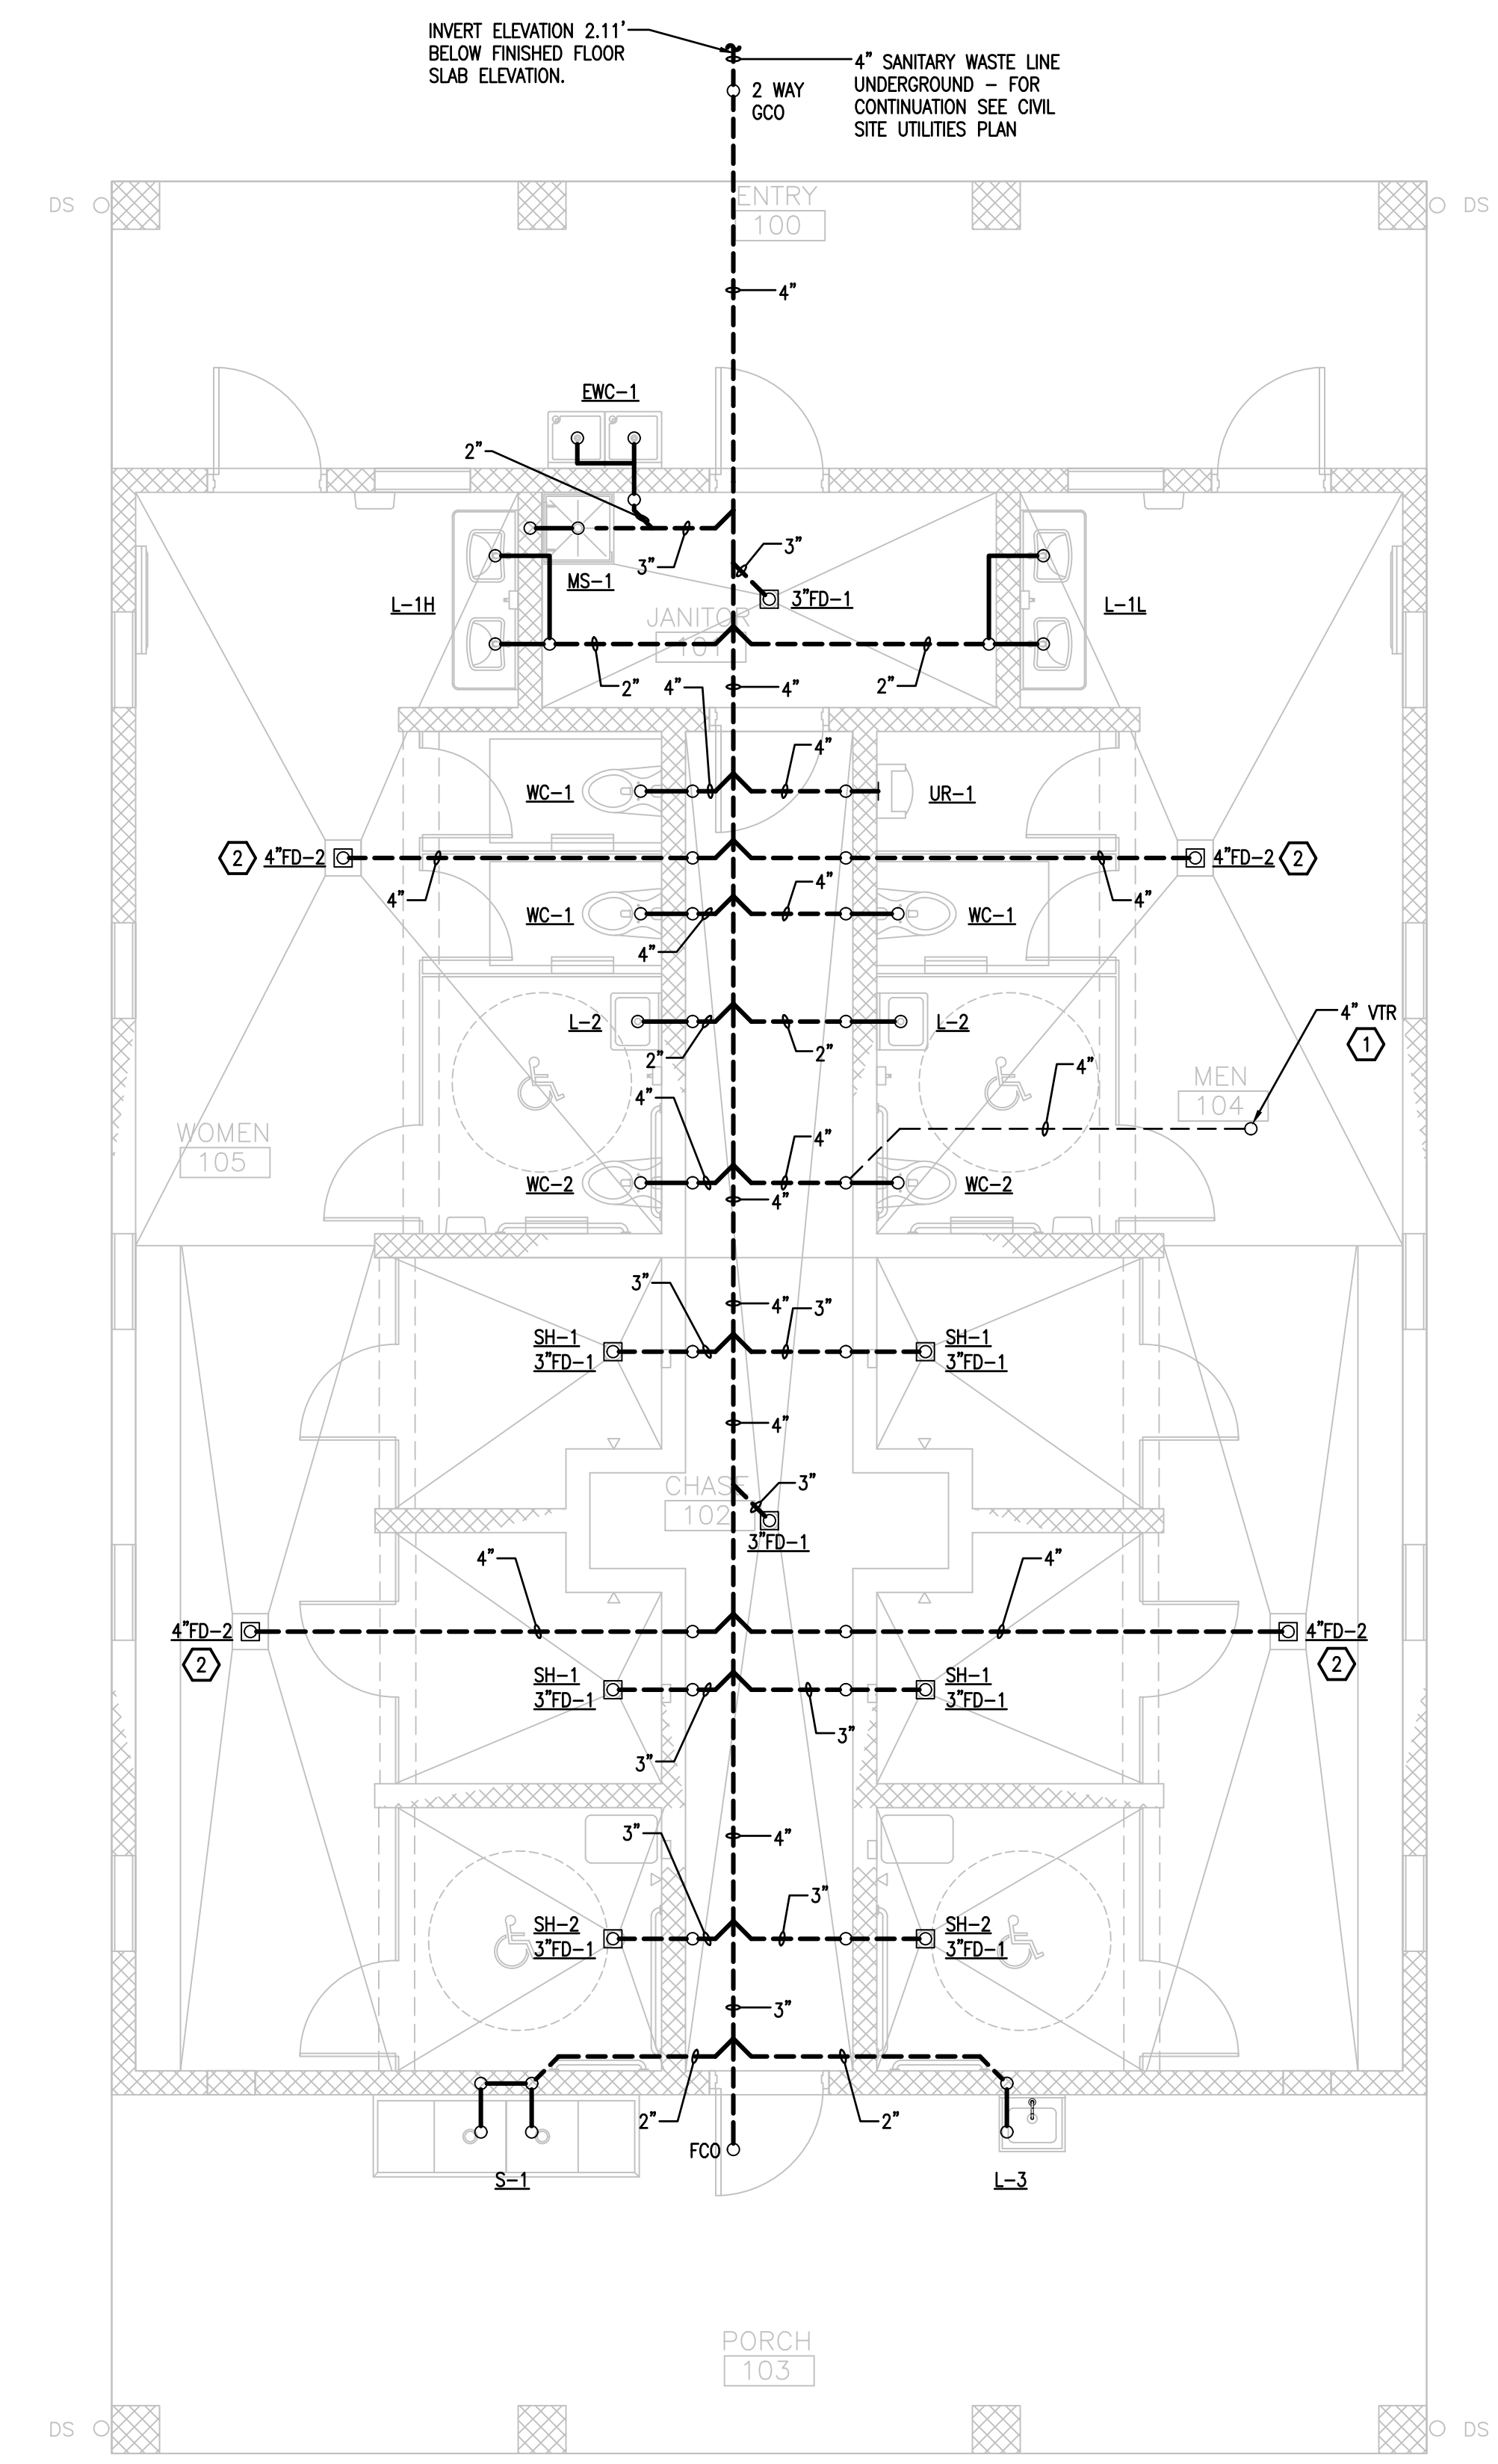 INVERT ELEVATION 2.11'
BELOW FINISHED FLOOR
SLAB ELEVATION.
4" SANITARY WASTE LINE
UNDERGROUND - FOR
CONTINUATION SEE CIVIL
SITE UTILITIES PLAN
2 WAY
GCO
DS
ENTRY
100
DS
4"
EWC-1
2"
3"
MS-1
3"
3"FD-1
L-1H
L-1L
JANITOR
101
2"
4"
4"
2"
4"
WC-1
UR-1
2
4"FD-2
4"FD-2
2
4"
4"
4"
WC-1
WC-1
4"
L-2
L-2
2"
2"
4" VTR
1
4"
4"
MEN
104
WOMEN
105
4"
WC-2
WC-2
4"
3"
4"
3"
SH-1
3"FD-1
SH-1
3"FD-1
4"
CHASE
102
3"
3"FD-1
4"
4"
4"FD-2
2
4"FD-2
2
SH-1
3"FD-1
SH-1
3"FD-1
3"
3"
3"
4"
3"
SH-2
3"FD-1
SH-2
3"FD-1
3"
2"
2"
FCO
S-1
L-3
PORCH
103
DS
DS